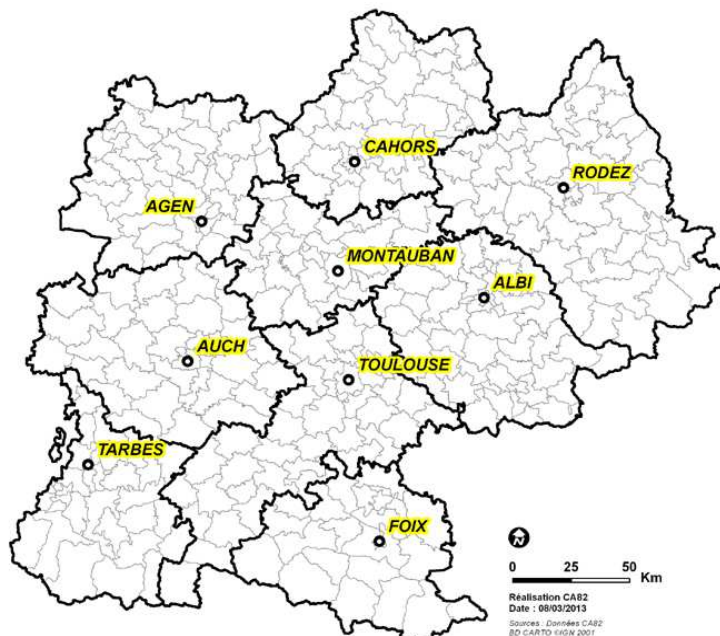 CAHORS
RODEZ
AGEN
MONTAUBAN
ALBI
AUCH
TOULOUSE
TARBES
FOIX
N
0 25 50 Km
Réalisation CA82
Date : 08/03/2013
Sources : Données CA82
BD CARTO ©IGN 2001